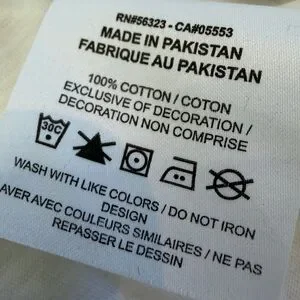 RN#56323 - CA#05553
MADE IN PAKISTAN
FABRIQUE AU PAKISTAN
100% COTTON / COTON
EXCLUSIVE OF DECORATION /
DECORATION NON COMPRISE
30C
WASH WITH LIKE COLORS / DO NOT IRON
DESIGN
AVER AVEC COULEURS SIMILAIRES / NE PAS
REPASSER LE DESSIN